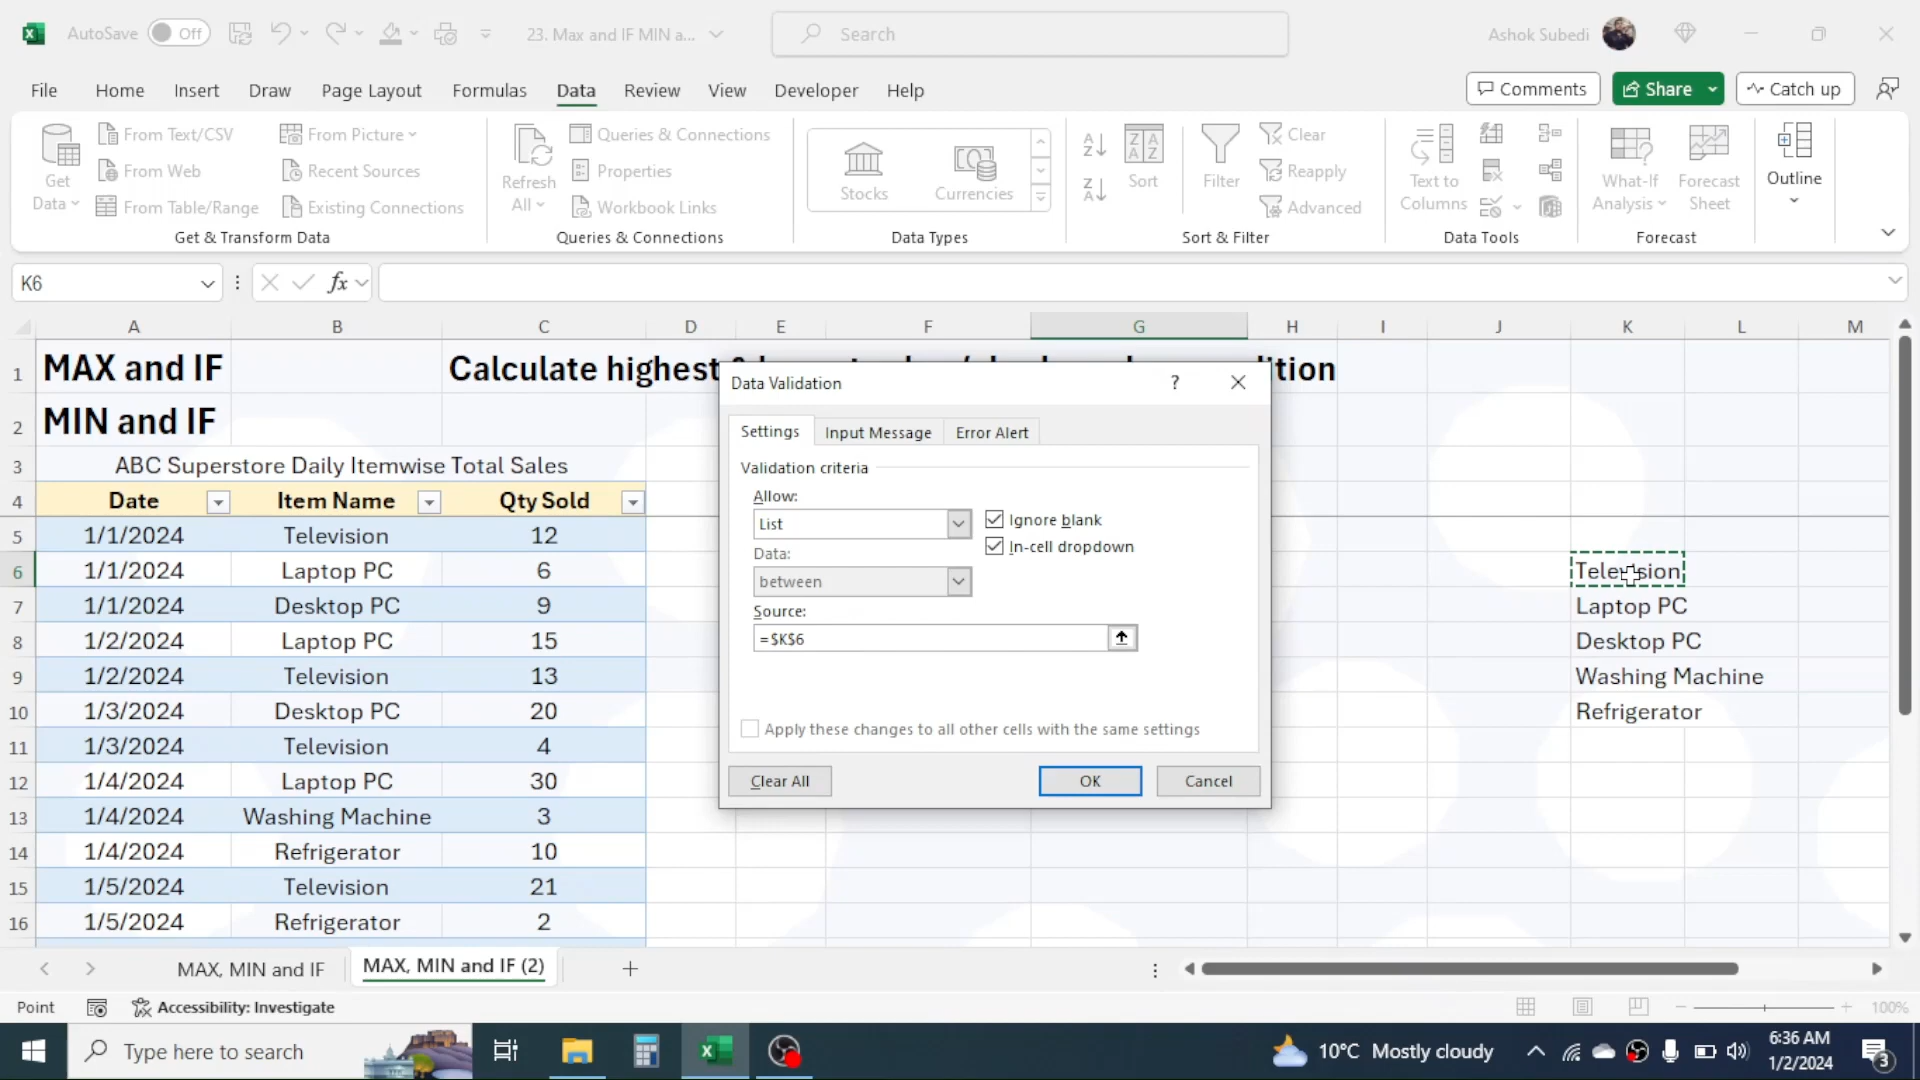 AutoSave Off 23. Max and IF MIN a... Search Ashok Subedi
File Home Insert Draw Page Layout Formulas Data Review View Developer Help Comments Share Catch up
Get Data From Text/CSV From Web From Table/Range From Picture Recent Sources Existing Connections
Refresh All Queries & Connections Properties Workbook Links
Stocks Currencies
Sort Filter Clear Reapply Advanced
Text to Columns What-If Analysis Forecast Sheet Outline
Get & Transform Data Queries & Connections Data Types Sort & Filter Data Tools Forecast
K6 fx
A B C D E F G H I J K L M
1 MAX and IF Calculate highest
tion
2 MIN and IF
3 ABC Superstore Daily Itemwise Total Sales
4 Date Item Name Qty Sold
5 1/1/2024 Television 12
6 1/1/2024 Laptop PC 6 Television
7 1/1/2024 Desktop PC 9 Laptop PC
8 1/2/2024 Laptop PC 15 Desktop PC
9 1/2/2024 Television 13 Washing Machine
10 1/3/2024 Desktop PC 20 Refrigerator
11 1/3/2024 Television 4
12 1/4/2024 Laptop PC 30
13 1/4/2024 Washing Machine 3
14 1/4/2024 Refrigerator 10
15 1/5/2024 Television 21
16 1/5/2024 Refrigerator 2
Data Validation ?
Settings Input Message Error Alert
Validation criteria
Allow:
List Ignore blank
In-cell dropdown
Data:
between
Source:
=$K$6
Apply these changes to all other cells with the same settings
Clear All OK Cancel
MAX, MIN and IF MAX, MIN and IF (2)
Point Accessibility: Investigate 100%
Type here to search 10°C Mostly cloudy 6:36 AM
1/2/2024 3